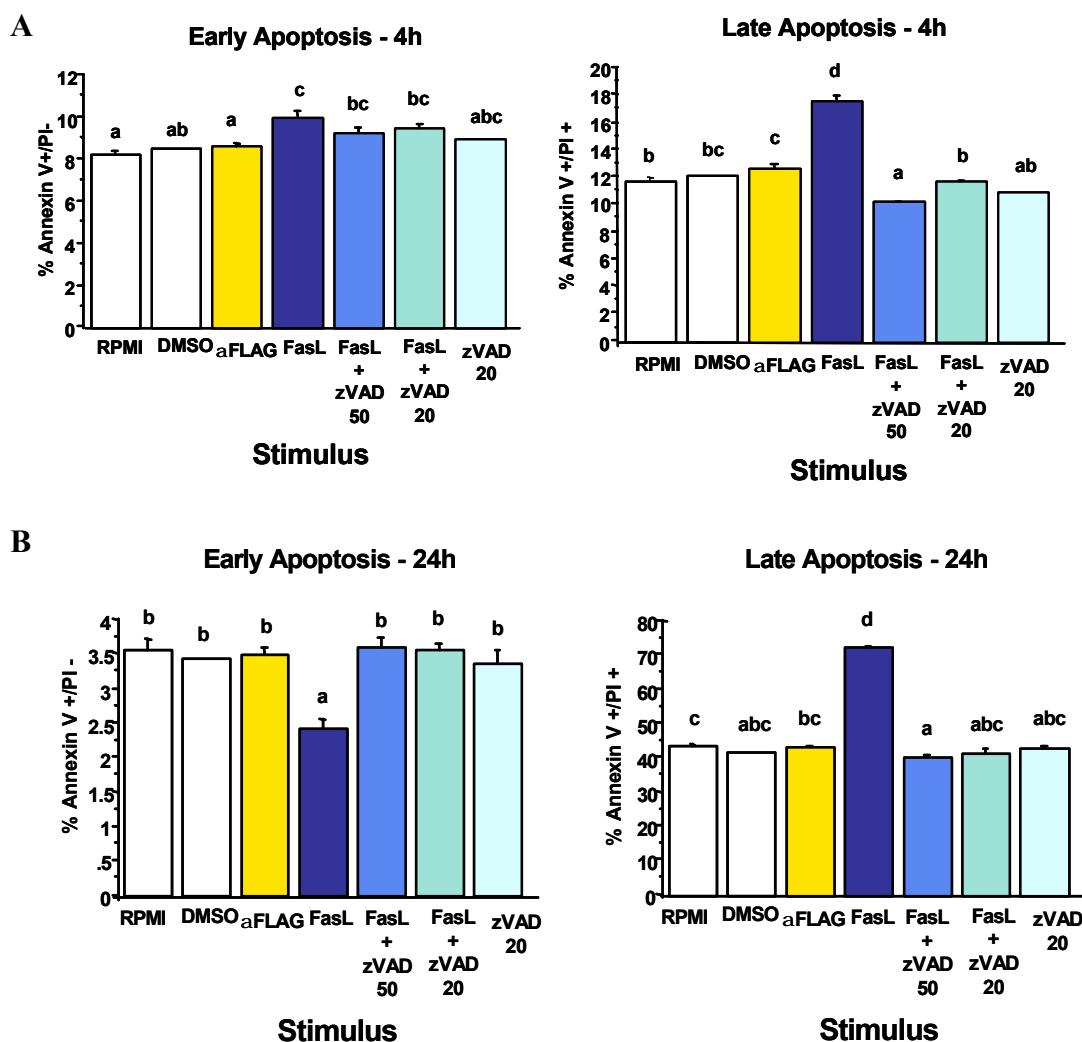 A
Early Apoptosis - 4h
% Annexin V+/PI-
12
10
8
6
4
2
0
a
ab
a
c
bc
bc
abc
RPMI
DMSO
aFLAG
FasL
FasL
+
zVAD
50
FasL
+
zVAD
20
zVAD
20
Stimulus
Late Apoptosis - 4h
% Annexin V +/PI +
20
18
16
14
12
10
8
6
4
2
0
b
bc
c
d
a
b
ab
RPMI
DMSO
aFLAG
FasL
FasL
+
zVAD
50
FasL
+
zVAD
20
zVAD
20
Stimulus
B
Early Apoptosis - 24h
% Annexin V +/PI -
4
3.5
3
2.5
2
1.5
1
.5
0
b
b
b
a
b
b
b
RPMI
DMSO
aFLAG
FasL
FasL
+
zVAD
50
FasL
+
zVAD
20
zVAD
20
Stimulus
Late Apoptosis - 24h
% Annexin V +/PI +
80
70
60
50
40
30
20
10
0
c
abc
bc
d
a
abc
abc
RPMI
DMSO
aFLAG
FasL
FasL
+
zVAD
50
FasL
+
zVAD
20
zVAD
20
Stimulus